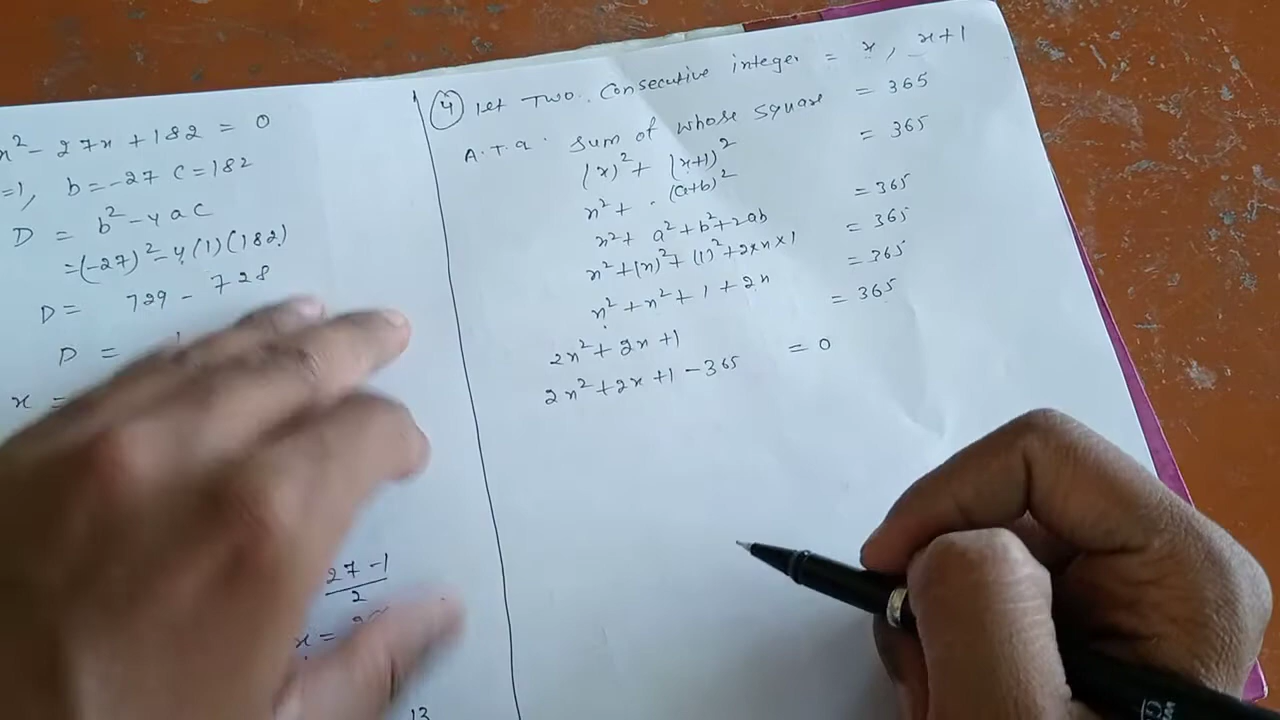 x² - 27x + 182 = 0
=1, b = -27 c = 182
D = b² - 4ac
= (-27)² - 4(1)(182)
D = 729 - 728
D =
x =
27 - 1
2
x =
13
(4) let Two Consecutive integer = x, x+1
A.T.Q. Sum of whose square = 365
(x)² + (x+1)² = 365
x² + (a+b)²
x² + a² + b² + 2ab = 365
x² + (x)² + (1)² + 2×x×1 = 365
x² + x² + 1 + 2x = 365
2x² + 2x + 1 = 365
2x² + 2x + 1 - 365 = 0